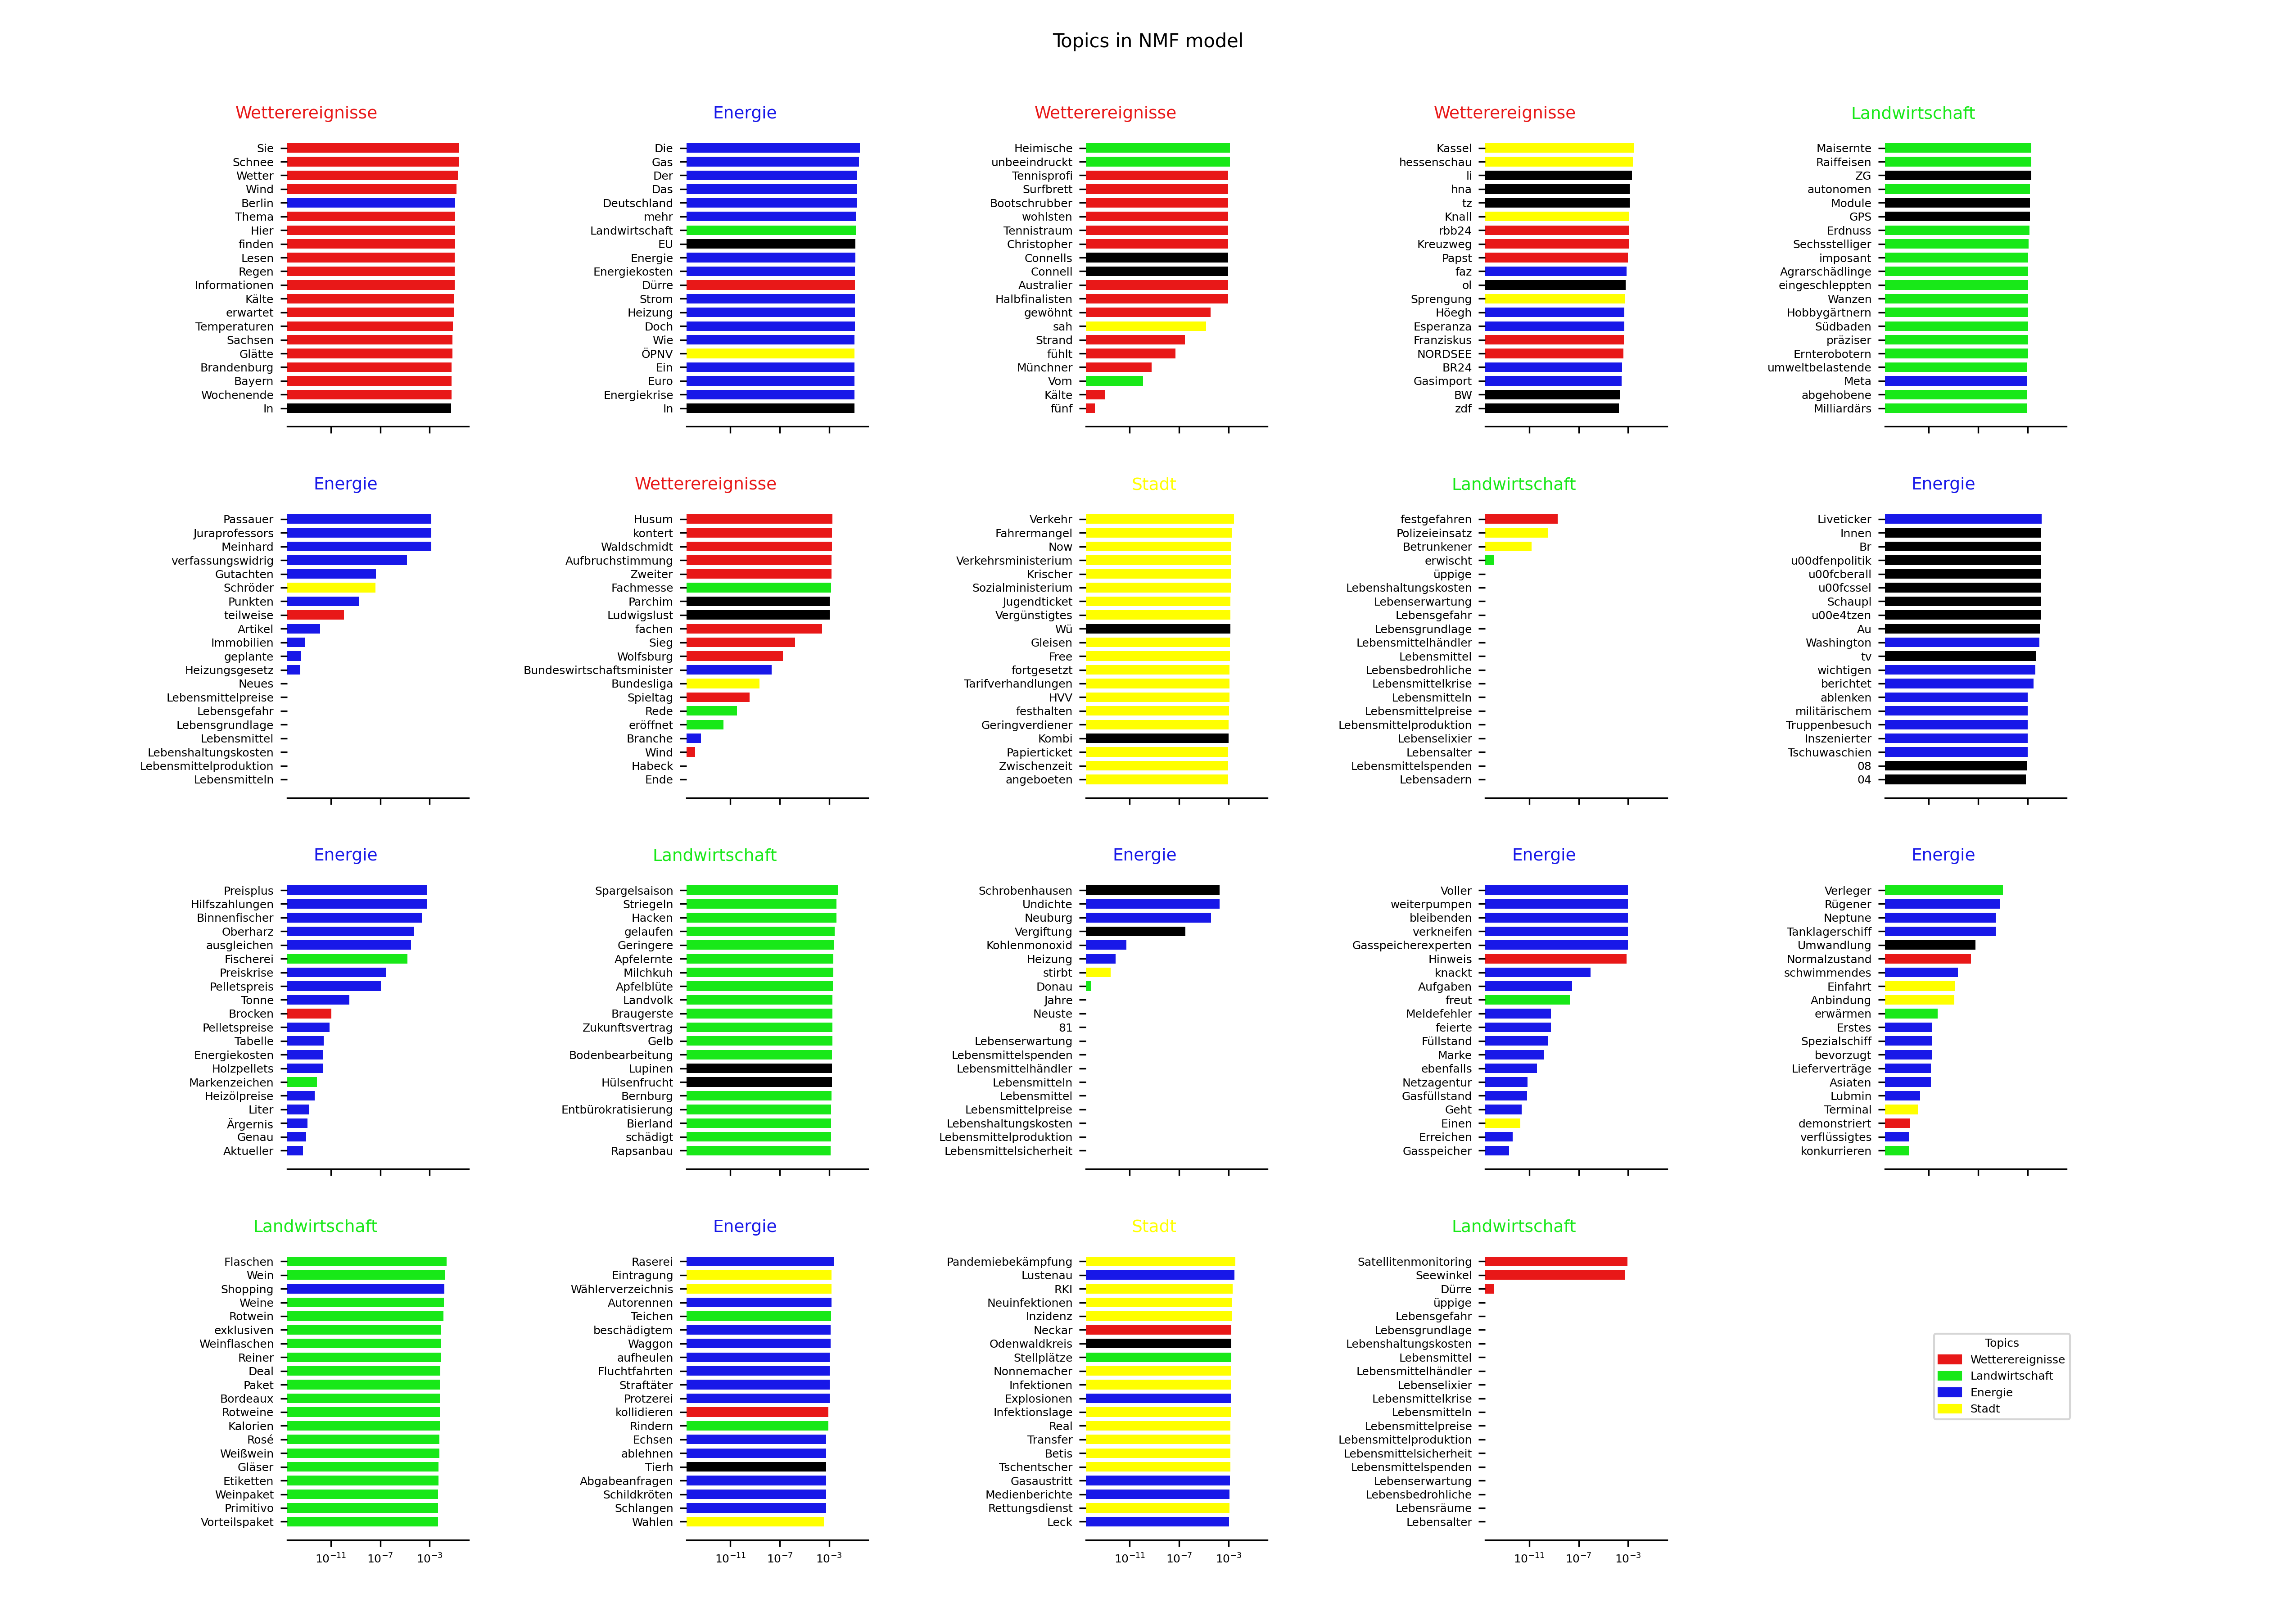 Topics in NMF model
Wetterereignisse
Sie
Schnee
Wetter
Wind
Berlin
Thema
Hier
finden
Lesen
Regen
Informationen
Kälte
erwartet
Temperaturen
Sachsen
Glätte
Brandenburg
Bayern
Wochenende
In
Energie
Die
Gas
Der
Das
Deutschland
mehr
Landwirtschaft
EU
Energie
Energiekosten
Dürre
Strom
Heizung
Doch
Wie
ÖPNV
Ein
Euro
Energiekrise
In
Wetterereignisse
Heimische
unbeeindruckt
Tennisprofi
Surfbrett
Bootschrubber
wohlsten
Tennistraum
Christopher
Connells
Connell
Australier
Halbfinalisten
gewöhnt
sah
Strand
fühlt
Münchner
Vom
Kälte
fünf
Wetterereignisse
Kassel
hessenschau
li
hna
tz
Knall
rbb24
Kreuzweg
Papst
faz
ol
Sprengung
Höegh
Esperanza
Franziskus
NORDSEE
BR24
Gasimport
BW
zdf
Landwirtschaft
Maisernte
Raiffeisen
ZG
autonomen
Module
GPS
Erdnuss
Sechsstelliger
imposant
Agrarschädlinge
eingeschleppten
Wanzen
Hobbygärtnern
Südbaden
präziser
Ernterobotern
umweltbelastende
Meta
abgehobene
Milliardärs
Energie
Passauer
Juraprofessors
Meinhard
verfassungswidrig
Gutachten
Schröder
Punkten
teilweise
Artikel
Immobilien
geplante
Heizungsgesetz
Neues
Lebensmittelpreise
Lebensgefahr
Lebensgrundlage
Lebensmittel
Lebenshaltungskosten
Lebensmittelproduktion
Lebensmitteln
Wetterereignisse
Husum
kontert
Waldschmidt
Aufbruchstimmung
Zweiter
Fachmesse
Parchim
Ludwigslust
fachen
Sieg
Wolfsburg
Bundeswirtschaftsminister
Bundesliga
Spieltag
Rede
eröffnet
Branche
Wind
Habeck
Ende
Stadt
Verkehr
Fahrermangel
Now
Verkehrsministerium
Krischer
Sozialministerium
Jugendticket
Vergünstigtes
Wü
Gleisen
Free
fortgesetzt
Tarifverhandlungen
HVV
festhalten
Geringverdiener
Kombi
Papierticket
Zwischenzeit
angeboeten
Landwirtschaft
festgefahren
Polizeieinsatz
Betrunkener
erwischt
üppige
Lebenshaltungskosten
Lebenserwartung
Lebensgefahr
Lebensgrundlage
Lebensmittelhändler
Lebensmittel
Lebensbedrohliche
Lebensmittelkrise
Lebensmitteln
Lebensmittelpreise
Lebensmittelproduktion
Lebenselixier
Lebensalter
Lebensmittelspenden
Lebensadern
Energie
Liveticker
Innen
Br
u00dfenpolitik
u00fcberall
u00fcssel
Schaupl
u00e4tzen
Au
Washington
tv
wichtigen
berichtet
ablenken
militärischem
Truppenbesuch
Inszenierter
Tschuwaschien
08
04
Energie
Preisplus
Hilfszahlungen
Binnenfischer
Oberharz
ausgleichen
Fischerei
Preiskrise
Pelletspreis
Tonne
Brocken
Pelletspreise
Tabelle
Energiekosten
Holzpellets
Markenzeichen
Heizölpreise
Liter
Ärgernis
Genau
Aktueller
Landwirtschaft
Spargelsaison
Striegeln
Hacken
gelaufen
Geringere
Apfelernte
Milchkuh
Apfelblüte
Landvolk
Braugerste
Zukunftsvertrag
Gelb
Bodenbearbeitung
Lupinen
Hülsenfrucht
Bernburg
Entbürokratisierung
Bierland
schädigt
Rapsanbau
Energie
Schrobenhausen
Undichte
Neuburg
Vergiftung
Kohlenmonoxid
Heizung
stirbt
Donau
Jahre
Neuste
81
Lebenserwartung
Lebensmittelspenden
Lebensmittelhändler
Lebensmitteln
Lebensmittel
Lebensmittelpreise
Lebenshaltungskosten
Lebensmittelproduktion
Lebensmittelsicherheit
Energie
Voller
weiterpumpen
bleibenden
verkneifen
Gasspeicherexperten
Hinweis
knackt
Aufgaben
freut
Meldefehler
feierte
Füllstand
Marke
ebenfalls
Netzagentur
Gasfüllstand
Geht
Einen
Erreichen
Gasspeicher
Energie
Verleger
Rügener
Neptune
Tanklagerschiff
Umwandlung
Normalzustand
schwimmendes
Einfahrt
Anbindung
erwärmen
Erstes
Spezialschiff
bevorzugt
Lieferverträge
Asiaten
Lubmin
Terminal
demonstriert
verflüssigtes
konkurrieren
Landwirtschaft
Flaschen
Wein
Shopping
Weine
Rotwein
exklusiven
Weinflaschen
Reiner
Deal
Paket
Bordeaux
Rotweine
Kalorien
Rosé
Weißwein
Gläser
Etiketten
Weinpaket
Primitivo
Vorteilspaket
10⁻¹¹ 10⁻⁷ 10⁻³
Energie
Raserei
Eintragung
Wählerverzeichnis
Autorennen
Teichen
beschädigtem
Waggon
aufheulen
Fluchtfahrten
Straftäter
Protzerei
kollidieren
Rindern
Echsen
ablehnen
Tierh
Abgabeanfragen
Schildkröten
Schlangen
Wahlen
10⁻¹¹ 10⁻⁷ 10⁻³
Stadt
Pandemiebekämpfung
Lustenau
RKI
Neuinfektionen
Inzidenz
Neckar
Odenwaldkreis
Stellplätze
Nonnemacher
Infektionen
Explosionen
Infektionslage
Real
Transfer
Betis
Tschentscher
Gasaustritt
Medienberichte
Rettungsdienst
Leck
10⁻¹¹ 10⁻⁷ 10⁻³
Landwirtschaft
Satellitenmonitoring
Seewinkel
Dürre
üppige
Lebensgefahr
Lebensgrundlage
Lebenshaltungskosten
Lebensmittel
Lebensmittelhändler
Lebenselixier
Lebensmittelkrise
Lebensmitteln
Lebensmittelpreise
Lebensmittelproduktion
Lebensmittelsicherheit
Lebensmittelspenden
Lebenserwartung
Lebensbedrohliche
Lebensräume
Lebensalter
10⁻¹¹ 10⁻⁷ 10⁻³
Topics
Wetterereignisse
Landwirtschaft
Energie
Stadt